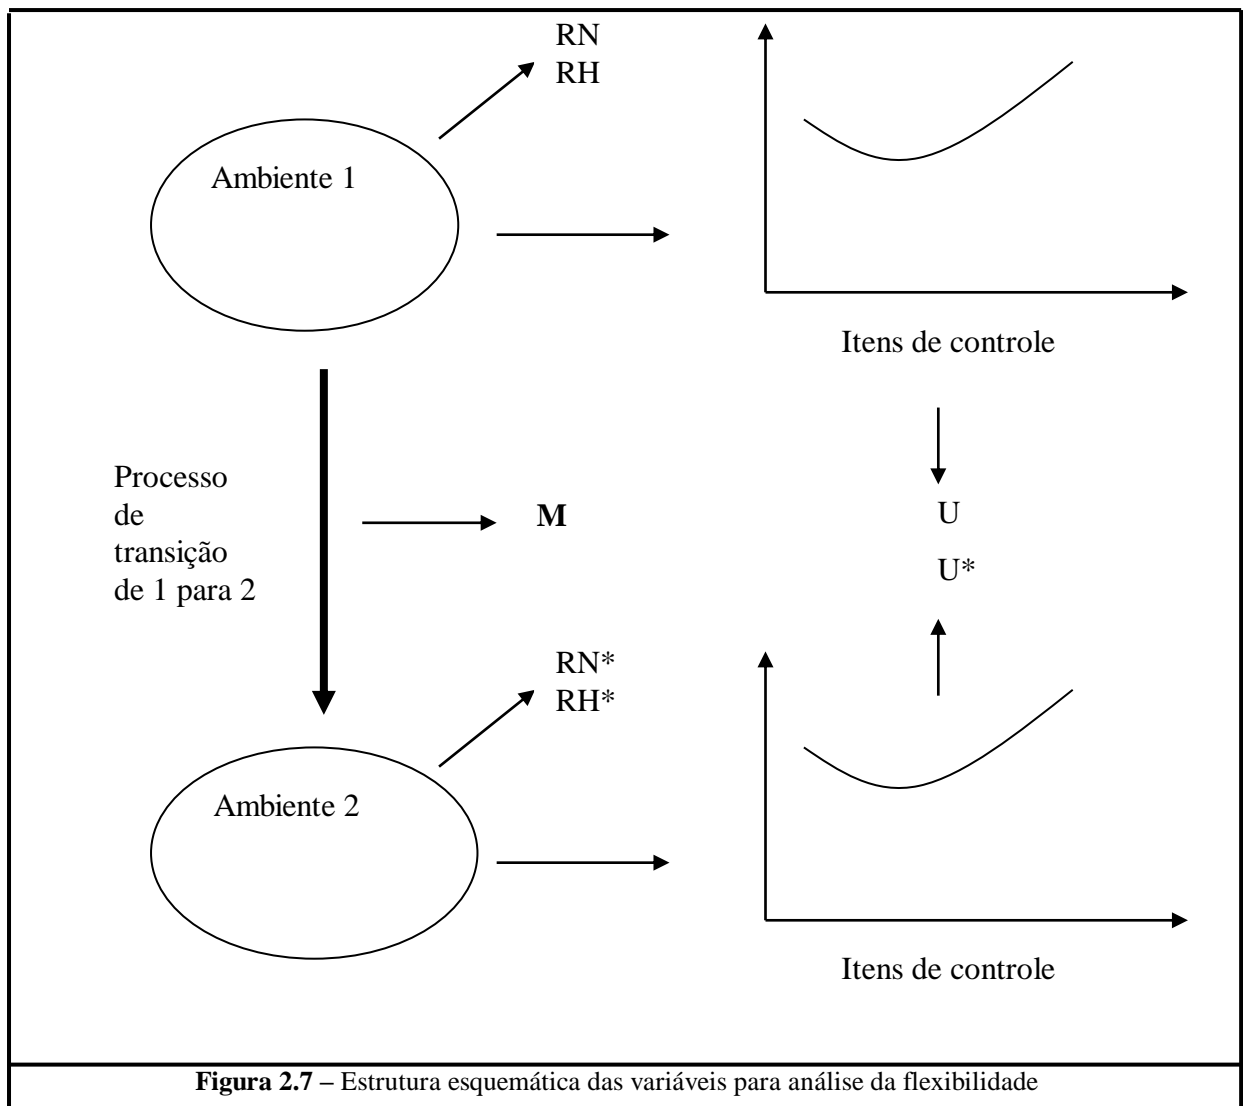 RN
RH
Ambiente 1
Itens de controle
Processo
de
transição
de 1 para 2
M
U
U*
RN*
RH*
Ambiente 2
Itens de controle
Figura 2.7 – Estrutura esquemática das variáveis para análise da flexibilidade